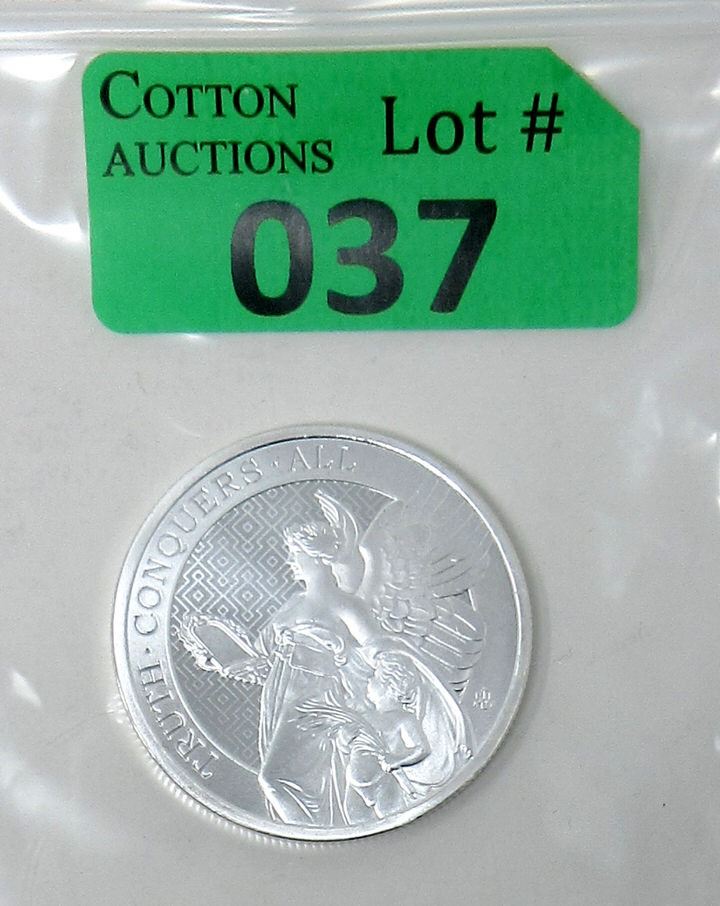 COTTON
AUCTIONS
Lot #
037
TRUTH · CONQUERS · ALL